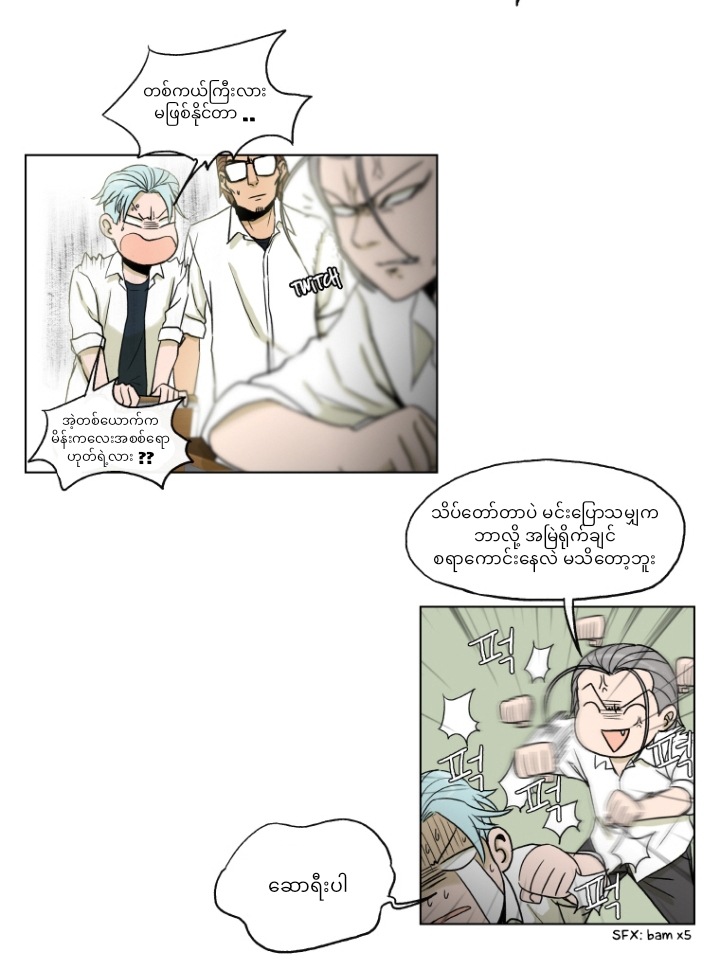 တစ်ကယ်ကြီးလား
မဖြစ်နိုင်တာ ..
TWITCH
အဲ့တစ်ယောက်က
မိန်းကလေးအစစ်ရော
ဟုတ်ရဲ့လား ??
သိပ်တော်တာပဲ မင်းပြောသမျှက
ဘာလို့ အမြဲရိုက်ချင်
စရာကောင်းနေလဲ မသိတော့ဘူး
퍽
퍽
퍽
퍽
퍽
ဆောရီးပါ
SFX: bam x5